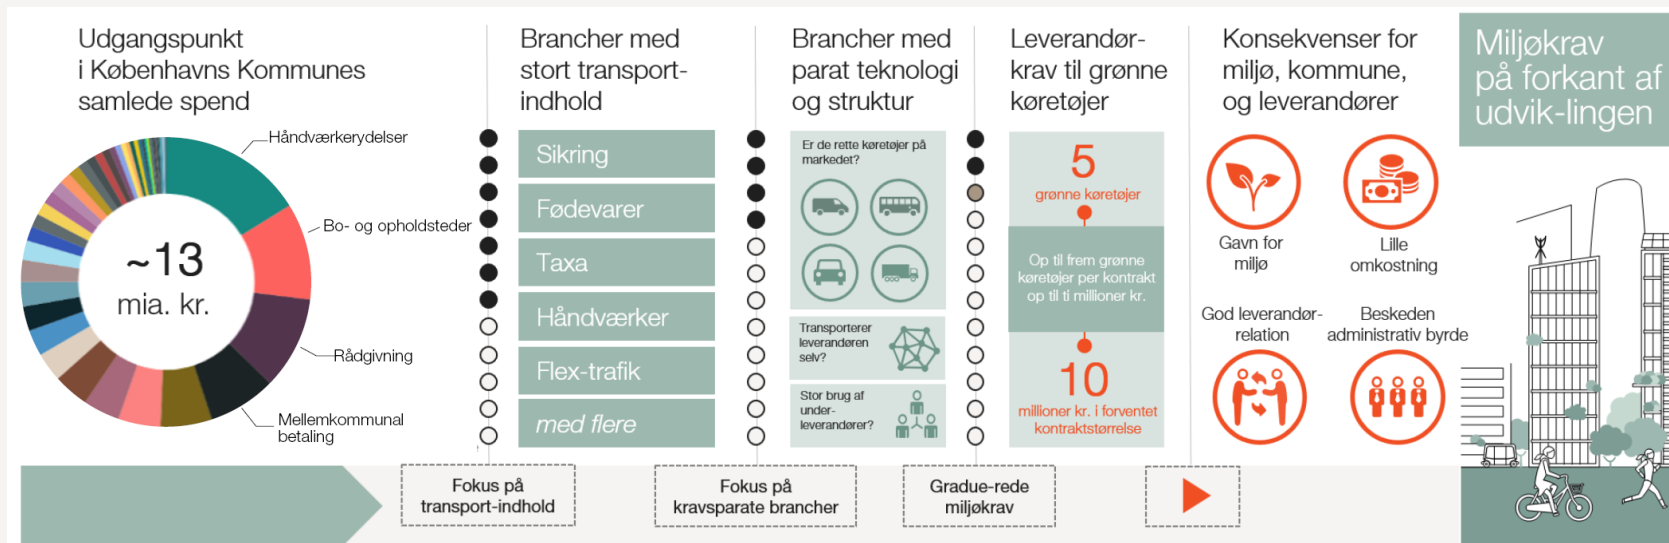 Udgangspunkt
i Københavns Kommunes
samlede spend
Håndværkerydelser
Bo- og opholdsteder
Rådgivning
Mellemkommunal
betaling
~13
mia. kr.
Brancher med
stort transport-
indhold
Sikring
Fødevarer
Taxa
Håndværker
Flex-trafik
med flere
Brancher med
parat teknologi
og struktur
Er de rette køretøjer på
markedet?
Transporterer
leverandøren
selv?
Stor brug af
under-
leverandører?
Leverandør-
krav til grønne
køretøjer
5
grønne køretøjer
Op til frem grønne
køretøjer per kontrakt
op til ti millioner kr.
10
millioner kr. i forventet
kontraktstørrelse
Konsekvenser for
miljø, kommune,
og leverandører
Gavn for
miljø
Lille
omkostning
God leverandør-
relation
Beskeden
administrativ byrde
Miljøkrav
på forkant af
udvik-lingen
Fokus på
transport-indhold
Fokus på
kravsparate brancher
Gradue-rede
miljøkrav